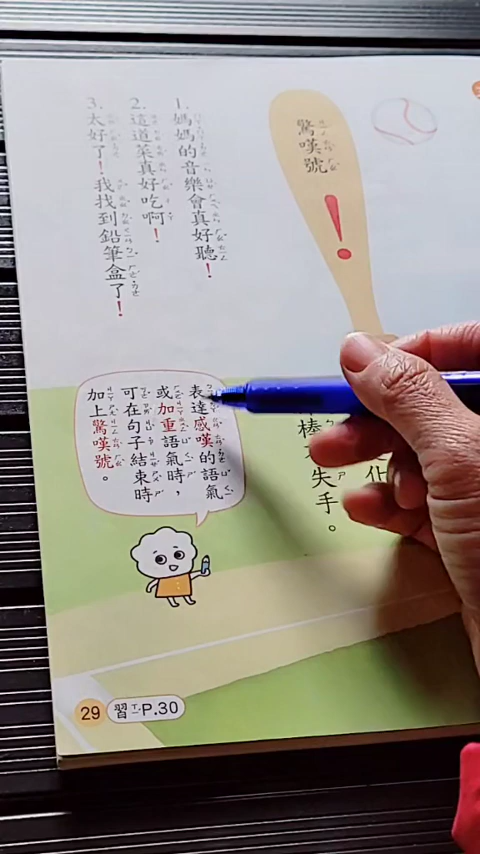 驚嘆號
！
1. 媽媽的音樂會真好聽！
2. 這道菜真好吃啊！
3. 太好了！我找到鉛筆盒了！
失手。
表達感嘆的語氣
或加重語氣時，
可在句子結束時
加上驚嘆號。
29
習 P.30